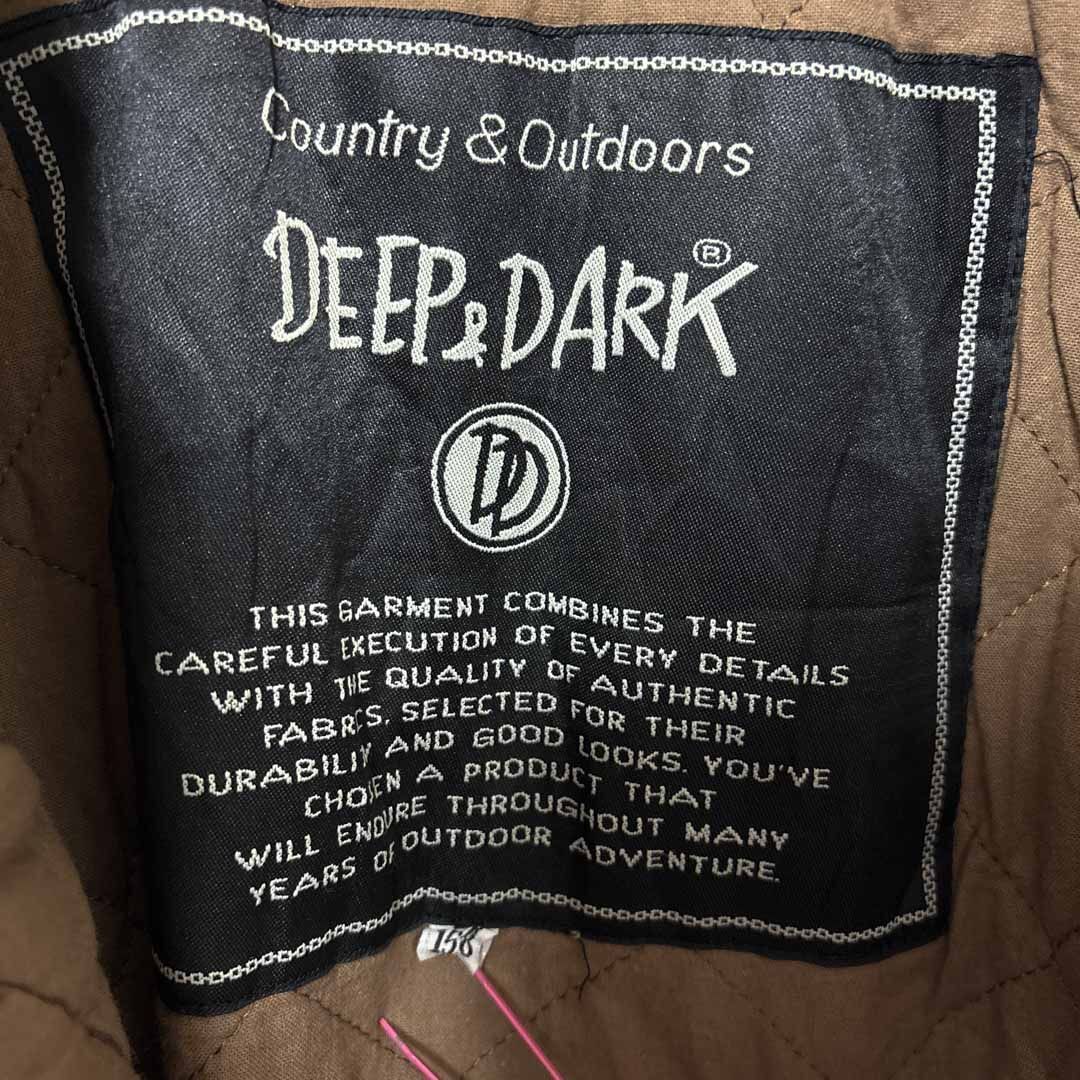 Country & Outdoors
DEEP & DARK®
DD
THIS GARMENT COMBINES THE
CAREFUL EXECUTION OF EVERY DETAILS
WITH THE QUALITY OF AUTHENTIC
FABRICS, SELECTED FOR THEIR
DURABILITY AND GOOD LOOKS. YOU'VE
CHOSEN A PRODUCT THAT
WILL ENDURE THROUGHOUT MANY
YEARS OF OUTDOOR ADVENTURE.
158